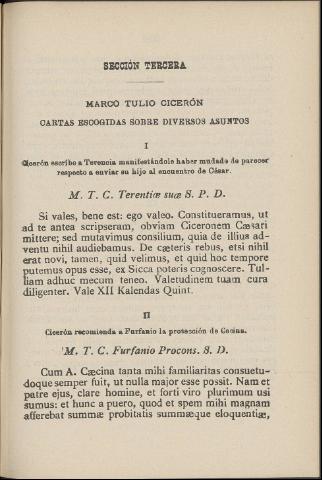 SECCIÓN TERCERA
MARCO TULIO CICERÓN
CARTAS ESCOGIDAS SOBRE DIVERSOS ASUNTOS
I
Cicerón escribe a Terencia manifestándole haber mudado de parecer
respecto a enviar su hijo al encuentro de César.
M. T. C. Terentiæ suæ S. P. D.
Si vales, bene est: ego valeo. Constitueramus, ut
ad te antea scripseram, obviam Ciceronem Cæsari
mittere; sed mutavimus consilium, quia de illius ad-
ventu nihil audiebamus. De cæteris rebus, etsi nihil
erat novi, tamen, quid velimus, et quid hoc tempore
putemus opus esse, ex Sicca poteris cognoscere. Tul-
liam adhuc mecum teneo. Valetudinem tuam cura
diligenter. Vale XII Kalendas Quint.
II
Cicerón recomienda a Furfanio la protección de Cecina.
M. T. C. Furfanio Procons. S. D.
Cum A. Cæcina tanta mihi familiaritas consuetu-
doque semper fuit, ut nulla major esse possit. Nam et
patre ejus, clare homine, et forti viro plurimum usi
sumus: et hunc a puero, quod et spem mihi magnam
afferebat summæ probitatis summæque eloquentiæ,